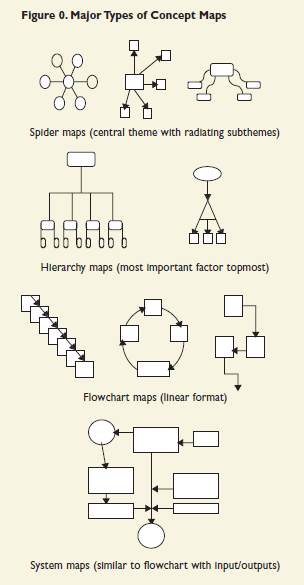 Figure 0. Major Types of Concept Maps
Spider maps (central theme with radiating subthemes)
Hierarchy maps (most important factor topmost)
Flowchart maps (linear format)
System maps (similar to flowchart with input/outputs)